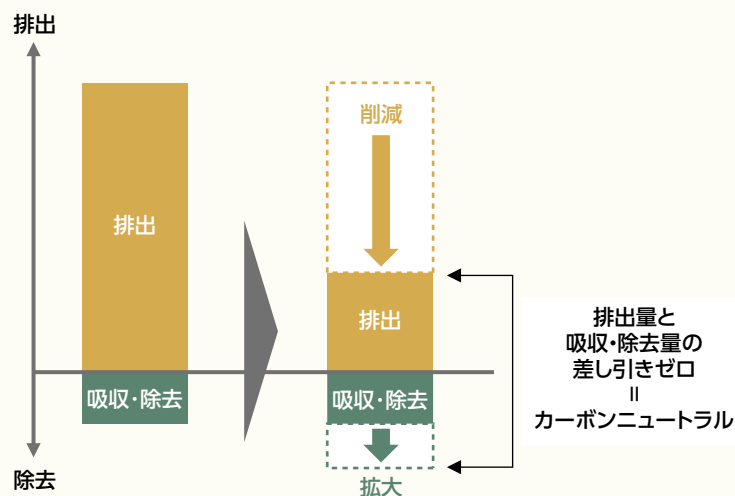 排出
排出
吸収・除去
除去
削減
排出
吸収・除去
拡大
排出量と
吸収・除去量の
差し引きゼロ
=
カーボンニュートラル